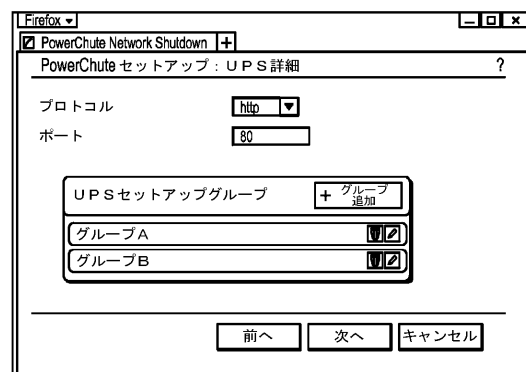 Firefox
PowerChute Network Shutdown +
PowerChute セットアップ：ＵＰＳ詳細 ?
プロトコル http
ポート 80
ＵＰＳセットアップグループ + グループ追加
グループA
グループB
前へ 次へ キャンセル